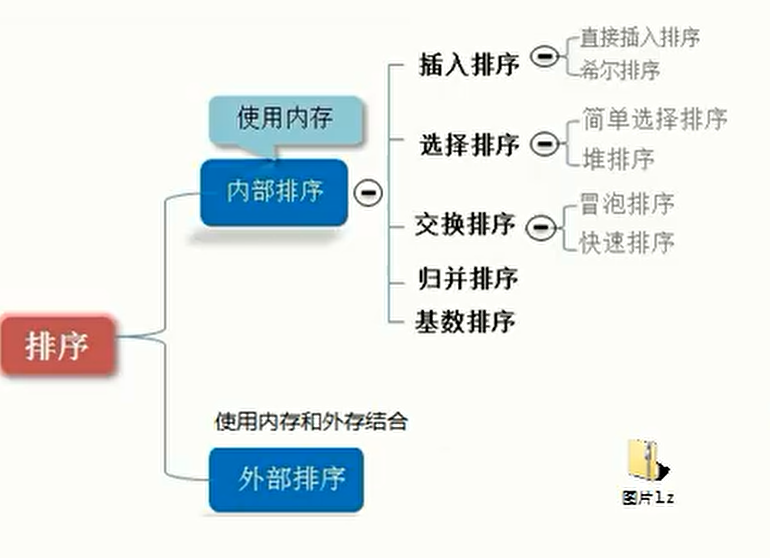 排序
使用内存
内部排序
插入排序
直接插入排序
希尔排序
选择排序
简单选择排序
堆排序
交换排序
冒泡排序
快速排序
归并排序
基数排序
使用内存和外存结合
外部排序
图片lz